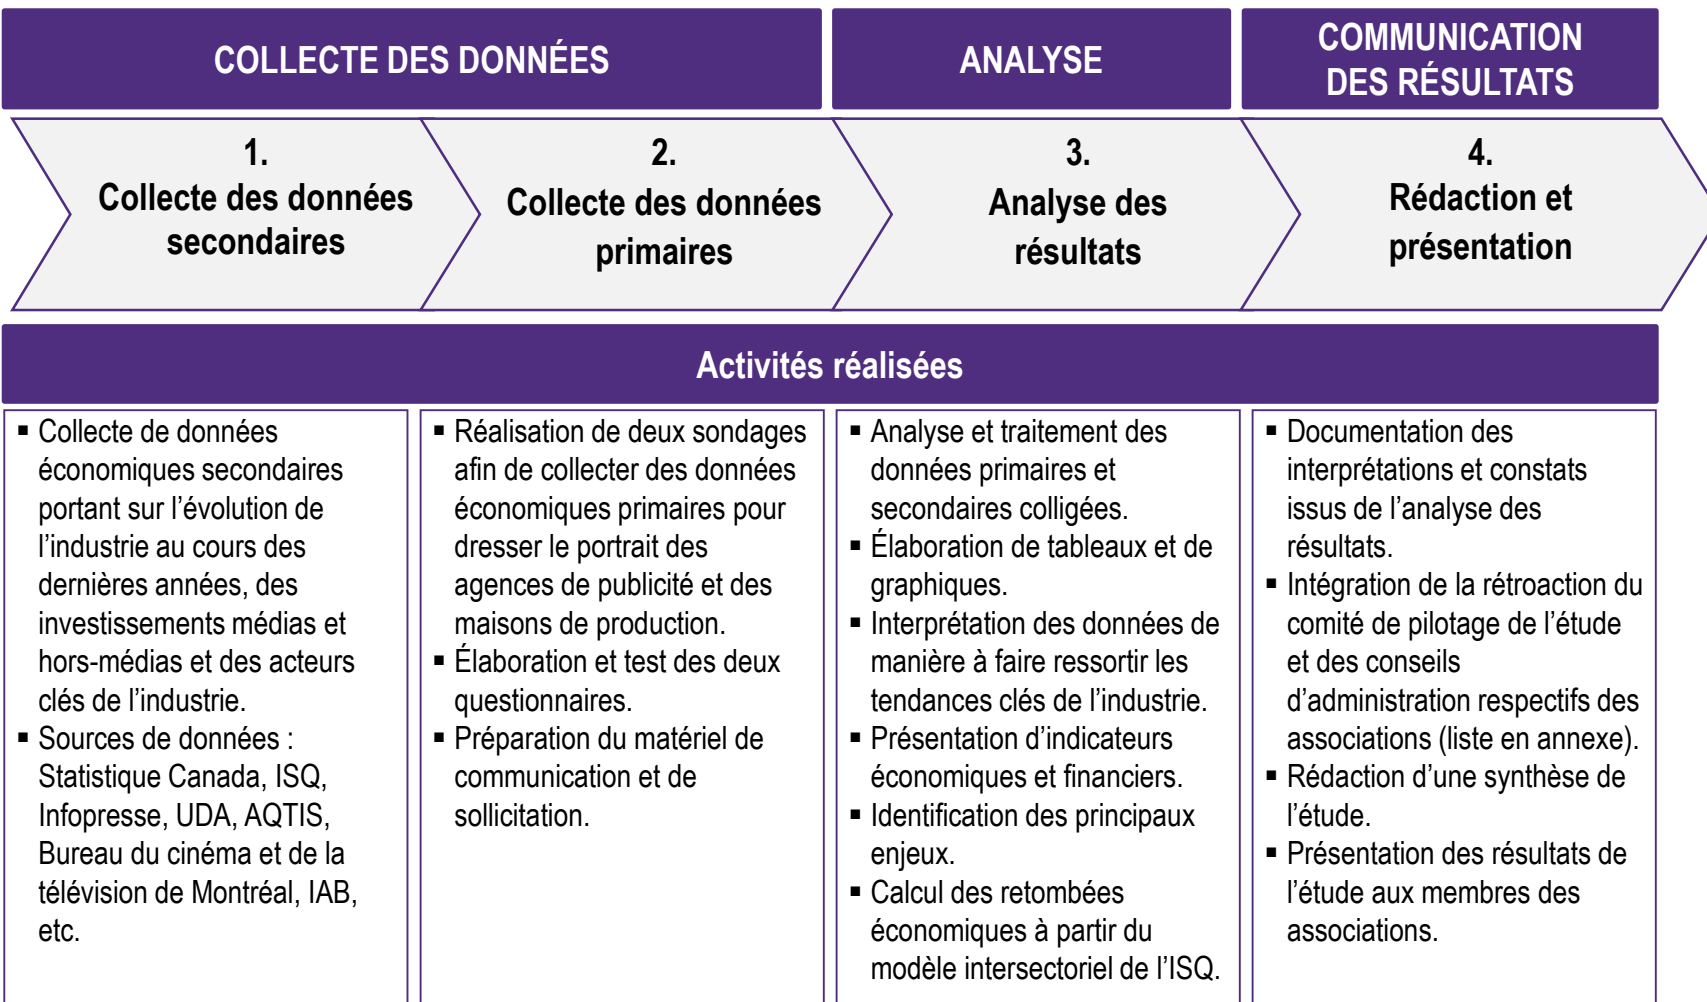 COLLECTE DES DONNÉES
ANALYSE
COMMUNICATION
DES RÉSULTATS
1.
Collecte des données
secondaires
2.
Collecte des données
primaires
3.
Analyse des
résultats
4.
Rédaction et
présentation
Activités réalisées
▪ Collecte de données
économiques secondaires
portant sur l’évolution de
l’industrie au cours des
dernières années, des
investissements médias et
hors-médias et des acteurs
clés de l’industrie.
▪ Sources de données :
Statistique Canada, ISQ,
Infopresse, UDA, AQTIS,
Bureau du cinéma et de la
télévision de Montréal, IAB,
etc.
▪ Réalisation de deux sondages
afin de collecter des données
économiques primaires pour
dresser le portrait des
agences de publicité et des
maisons de production.
▪ Élaboration et test des deux
questionnaires.
▪ Préparation du matériel de
communication et de
sollicitation.
▪ Analyse et traitement des
données primaires et
secondaires colligées.
▪ Élaboration de tableaux et de
graphiques.
▪ Interprétation des données de
manière à faire ressortir les
tendances clés de l’industrie.
▪ Présentation d’indicateurs
économiques et financiers.
▪ Identification des principaux
enjeux.
▪ Calcul des retombées
économiques à partir du
modèle intersectoriel de l’ISQ.
▪ Documentation des
interprétations et constats
issus de l’analyse des
résultats.
▪ Intégration de la rétroaction du
comité de pilotage de l’étude
et des conseils
d’administration respectifs des
associations (liste en annexe).
▪ Rédaction d’une synthèse de
l’étude.
▪ Présentation des résultats de
l’étude aux membres des
associations.